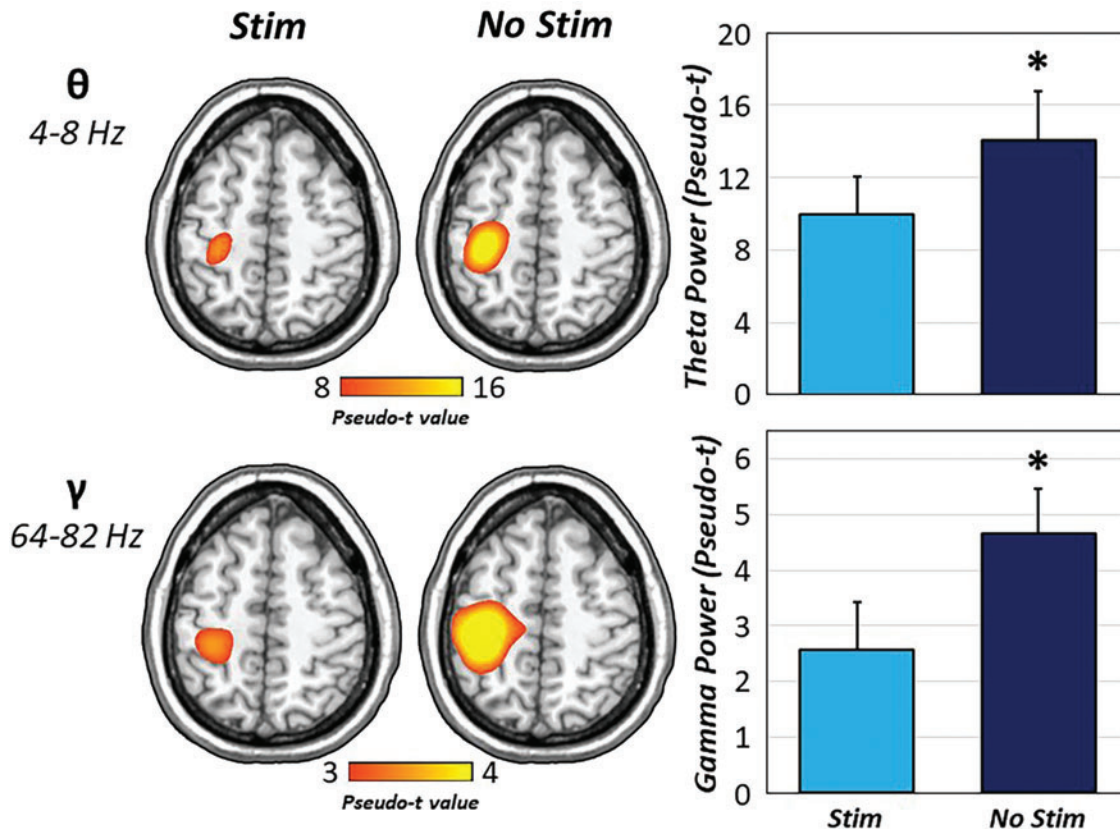 Stim
No Stim
θ
4-8 Hz
8
16
Pseudo-t value
20
16
12
8
4
0
Theta Power (Pseudo-t)
*
γ
64-82 Hz
3
4
Pseudo-t value
6
5
4
3
2
1
0
Gamma Power (Pseudo-t)
*
Stim
No Stim